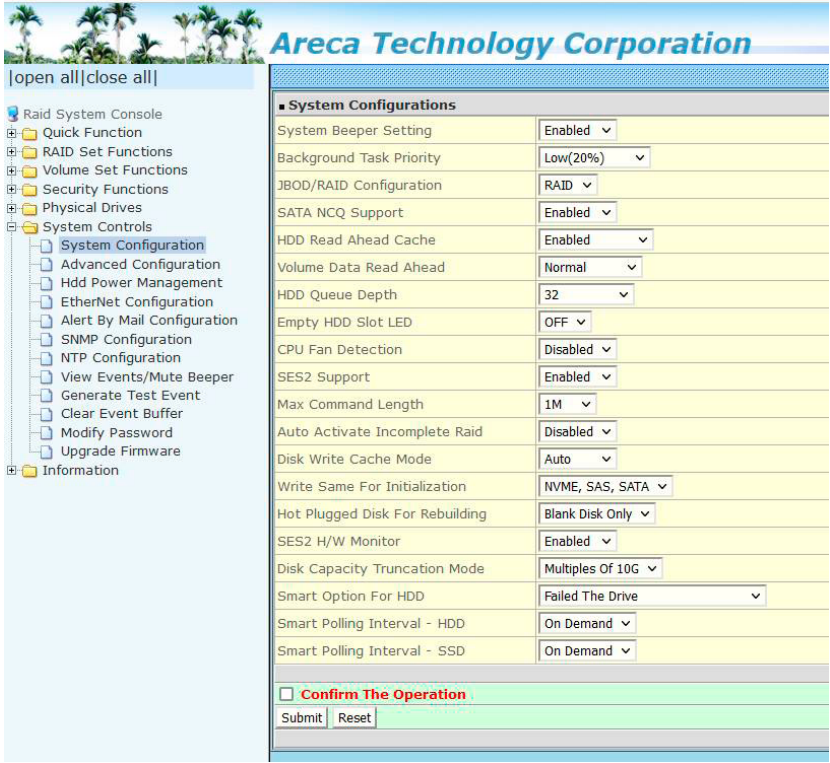 Areca Technology Corporation
|open all|close all|
Raid System Console
Quick Function
RAID Set Functions
Volume Set Functions
Security Functions
Physical Drives
System Controls
System Configuration
Advanced Configuration
Hdd Power Management
EtherNet Configuration
Alert By Mail Configuration
SNMP Configuration
NTP Configuration
View Events/Mute Beeper
Generate Test Event
Clear Event Buffer
Modify Password
Upgrade Firmware
Information
System Configurations
System Beeper Setting Enabled
Background Task Priority Low(20%)
JBOD/RAID Configuration RAID
SATA NCQ Support Enabled
HDD Read Ahead Cache Enabled
Volume Data Read Ahead Normal
HDD Queue Depth 32
Empty HDD Slot LED OFF
CPU Fan Detection Disabled
SES2 Support Enabled
Max Command Length 1M
Auto Activate Incomplete Raid Disabled
Disk Write Cache Mode Auto
Write Same For Initialization NVME, SAS, SATA
Hot Plugged Disk For Rebuilding Blank Disk Only
SES2 H/W Monitor Enabled
Disk Capacity Truncation Mode Multiples Of 10G
Smart Option For HDD Failed The Drive
Smart Polling Interval - HDD On Demand
Smart Polling Interval - SSD On Demand
Confirm The Operation
Submit Reset